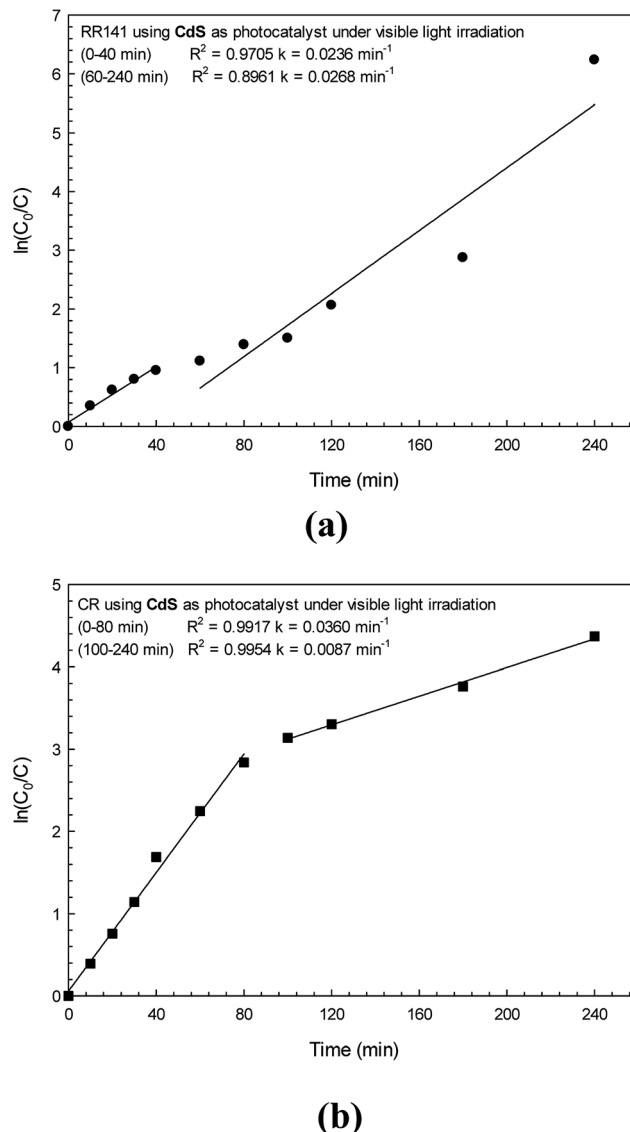 RR141 using CdS as photocatalyst under visible light irradiation
(0-40 min) R² = 0.9705 k = 0.0236 min⁻¹
(60-240 min) R² = 0.8961 k = 0.0268 min⁻¹
7
6
5
4
3
2
1
0
ln(C₀/C)
0 40 80 120 160 200 240
Time (min)
(a)
CR using CdS as photocatalyst under visible light irradiation
(0-80 min) R² = 0.9917 k = 0.0360 min⁻¹
(100-240 min) R² = 0.9954 k = 0.0087 min⁻¹
5
4
3
2
1
0
ln(C₀/C)
0 40 80 120 160 200 240
Time (min)
(b)